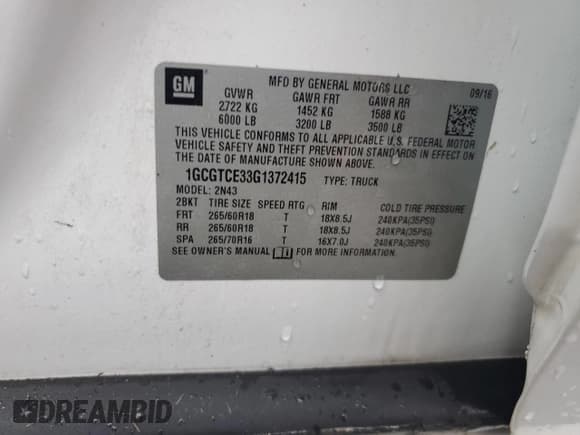 GM
MFD BY GENERAL MOTORS LLC
09/16
GVWR GAWR FRT GAWR RR
2722 KG 1452 KG 1588 KG
6000 LB 3200 LB 3500 LB
THIS VEHICLE CONFORMS TO ALL APPLICABLE U.S. FEDERAL MOTOR
VEHICLE SAFETY, BUMPER, AND THEFT PREVENTION STANDARDS IN EFFECT ON
THE DATE OF MANUFACTURE SHOWN ABOVE.
1GCGTCE33G1372415 TYPE: TRUCK
MODEL: 2N43
2BKT TIRE SIZE SPEED RTG RIM COLD TIRE PRESSURE
FRT 265/60R18 T 18X8.5J 240KPA(35PSI)
RR 265/60R18 T 18X8.5J 240KPA(35PSI)
SPA 265/70R16 T 16X7.0J 240KPA(35PSI)
SEE OWNER'S MANUAL FOR MORE INFORMATION.
DREAMBID